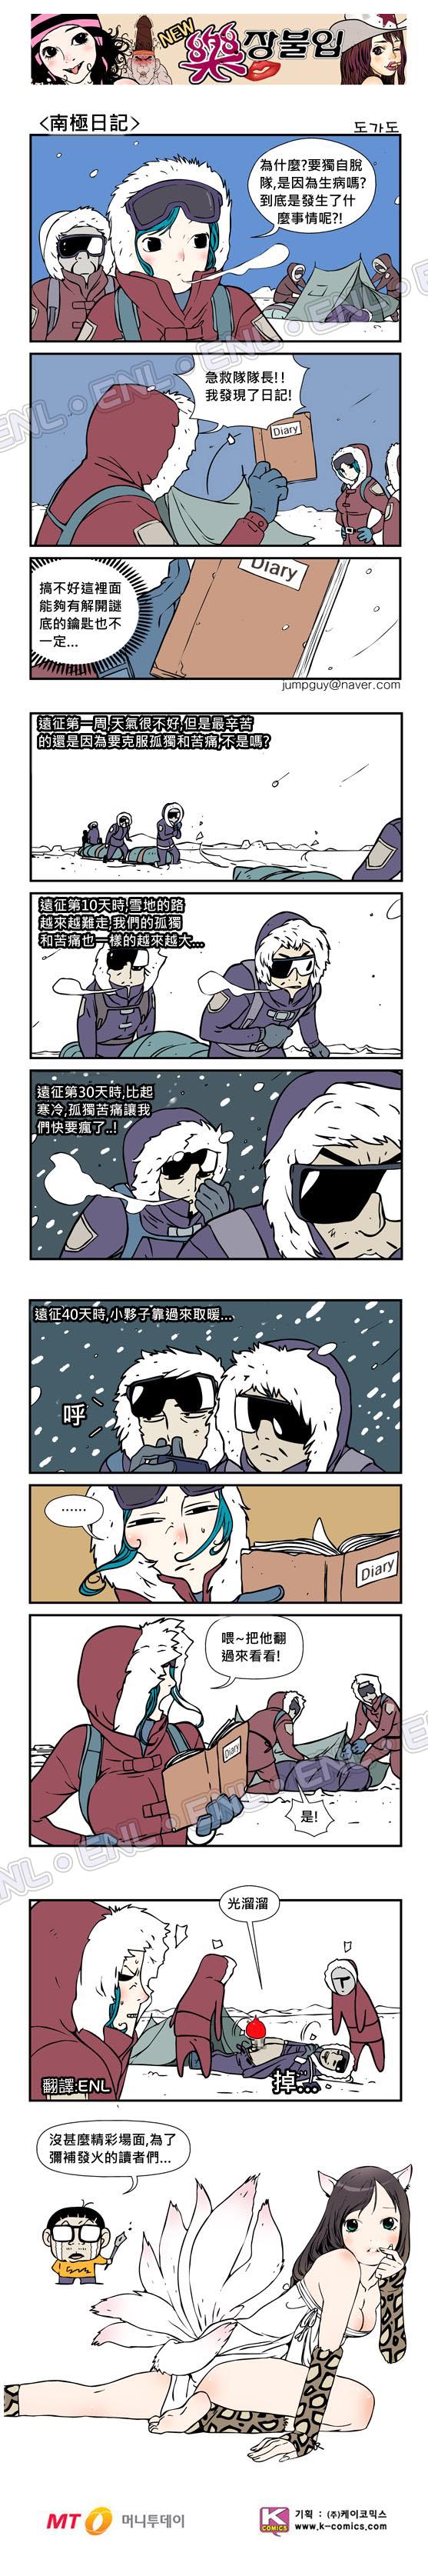 NEW 樂장불입
<南極日記>
도가도
為什麼?要獨自脫
隊,是因為生病嗎?
到底是發生了什
麼事情呢?!
急救隊隊長!!
我發現了日記!
Diary
搞不好這裡面
能夠有解開謎
底的鑰匙也不
一定...
Diary
jumpguy@naver.com
遠征第一周,天氣很不好,但是最辛苦
的還是因為要克服孤獨和苦痛,不是嗎?
遠征第10天時,雪地的路
越來越難走,我們的孤獨
和苦痛也一樣的越來越大...
遠征第30天時,比起
寒冷,孤獨苦痛讓我
們快要瘋了..!
遠征40天時,小夥子靠過來取暖...
呼
......
Diary
喂~把他翻
過來看看!
Diary
是!
光溜溜
翻譯:ENL
掉...
沒甚麼精彩場面,為了
彌補發火的讀者們...
MT 머니투데이
K COMICS
기획 : (주)케이코믹스
www.k-comics.com
ENL
ENL
ENL
ENL
ENL
ENL
ENL
ENL